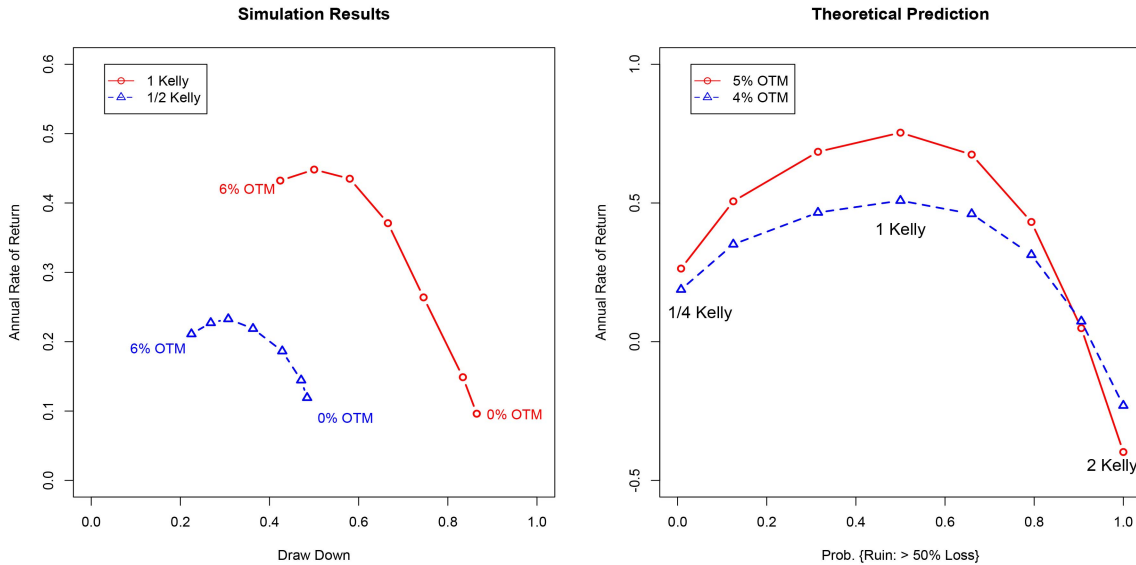 Simulation Results
Annual Rate of Return
0.6
0.5
0.4
0.3
0.2
0.1
0.0
1 Kelly
1/2 Kelly
6% OTM
6% OTM
0% OTM
0% OTM
0.0 0.2 0.4 0.6 0.8 1.0
Draw Down
Theoretical Prediction
Annual Rate of Return
1.0
0.5
0.0
-0.5
5% OTM
4% OTM
1 Kelly
1/4 Kelly
2 Kelly
0.0 0.2 0.4 0.6 0.8 1.0
Prob. {Ruin: > 50% Loss}